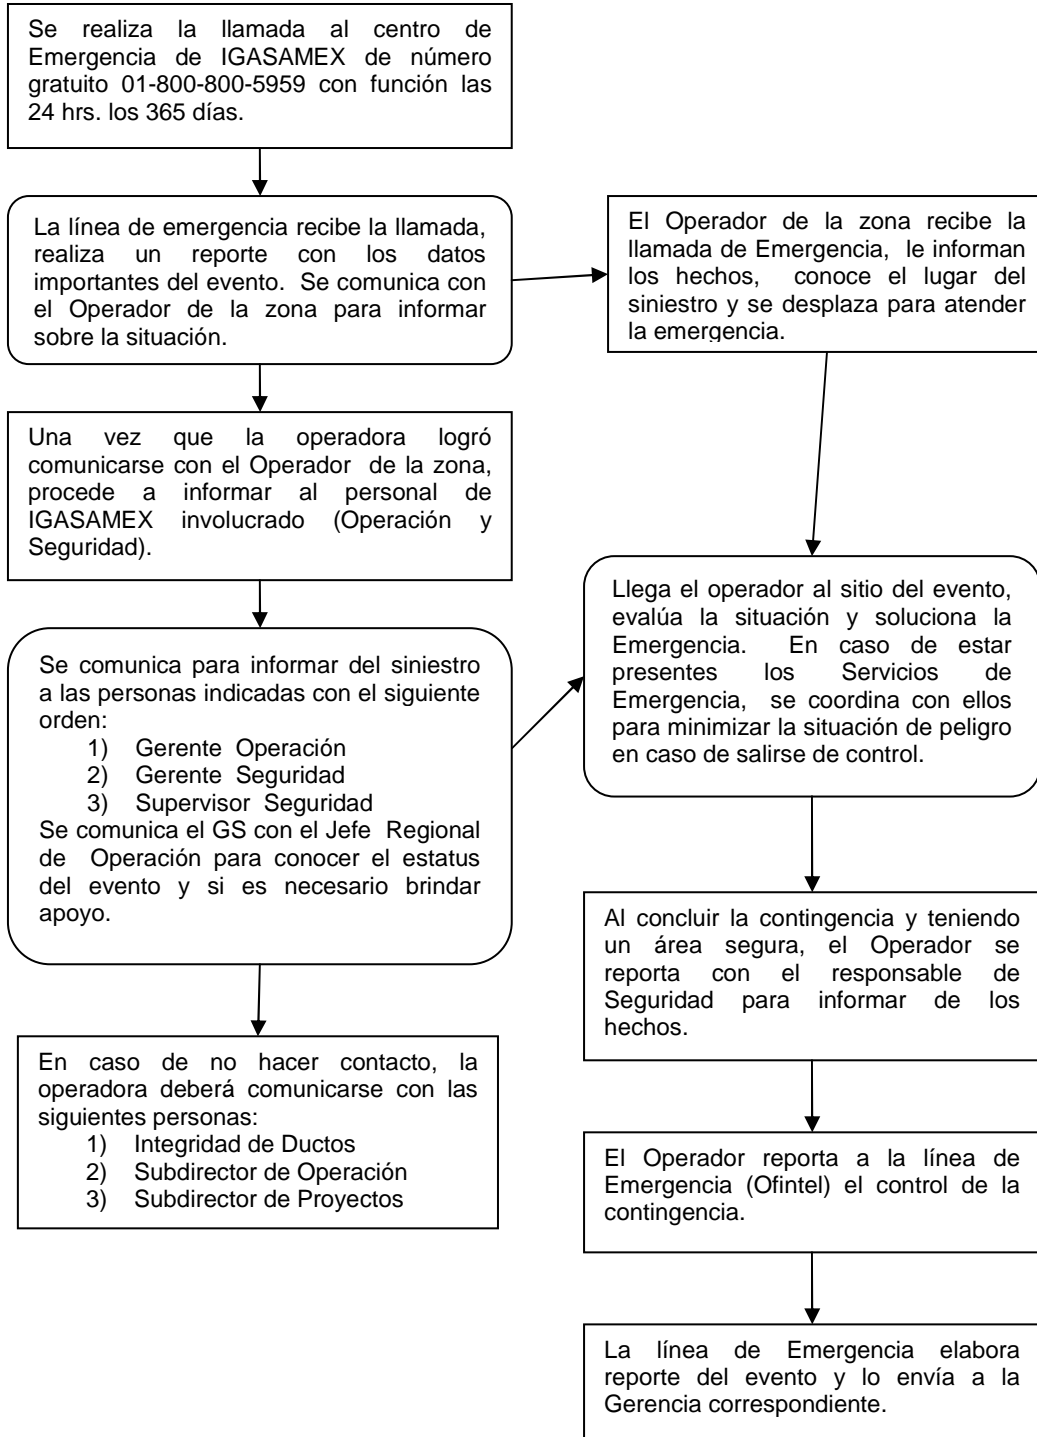 Se realiza la llamada al centro de
Emergencia de IGASAMEX de número
gratuito 01-800-800-5959 con función las
24 hrs. los 365 días.
La línea de emergencia recibe la llamada,
realiza un reporte con los datos
importantes del evento. Se comunica con
el Operador de la zona para informar
sobre la situación.
El Operador de la zona recibe la
llamada de Emergencia, le informan
los hechos, conoce el lugar del
siniestro y se desplaza para atender
la emergencia.
Una vez que la operadora logró
comunicarse con el Operador de la zona,
procede a informar al personal de
IGASAMEX involucrado (Operación y
Seguridad).
Se comunica para informar del siniestro
a las personas indicadas con el siguiente
orden:
1) Gerente Operación
2) Gerente Seguridad
3) Supervisor Seguridad
Se comunica el GS con el Jefe Regional
de Operación para conocer el estatus
del evento y si es necesario brindar
apoyo.
En caso de no hacer contacto, la
operadora deberá comunicarse con las
siguientes personas:
1) Integridad de Ductos
2) Subdirector de Operación
3) Subdirector de Proyectos
Llega el operador al sitio del evento,
evalúa la situación y soluciona la
Emergencia. En caso de estar
presentes los Servicios de
Emergencia, se coordina con ellos
para minimizar la situación de peligro
en caso de salirse de control.
Al concluir la contingencia y teniendo
un área segura, el Operador se
reporta con el responsable de
Seguridad para informar de los
hechos.
El Operador reporta a la línea de
Emergencia (Ofintel) el control de la
contingencia.
La línea de Emergencia elabora
reporte del evento y lo envía a la
Gerencia correspondiente.